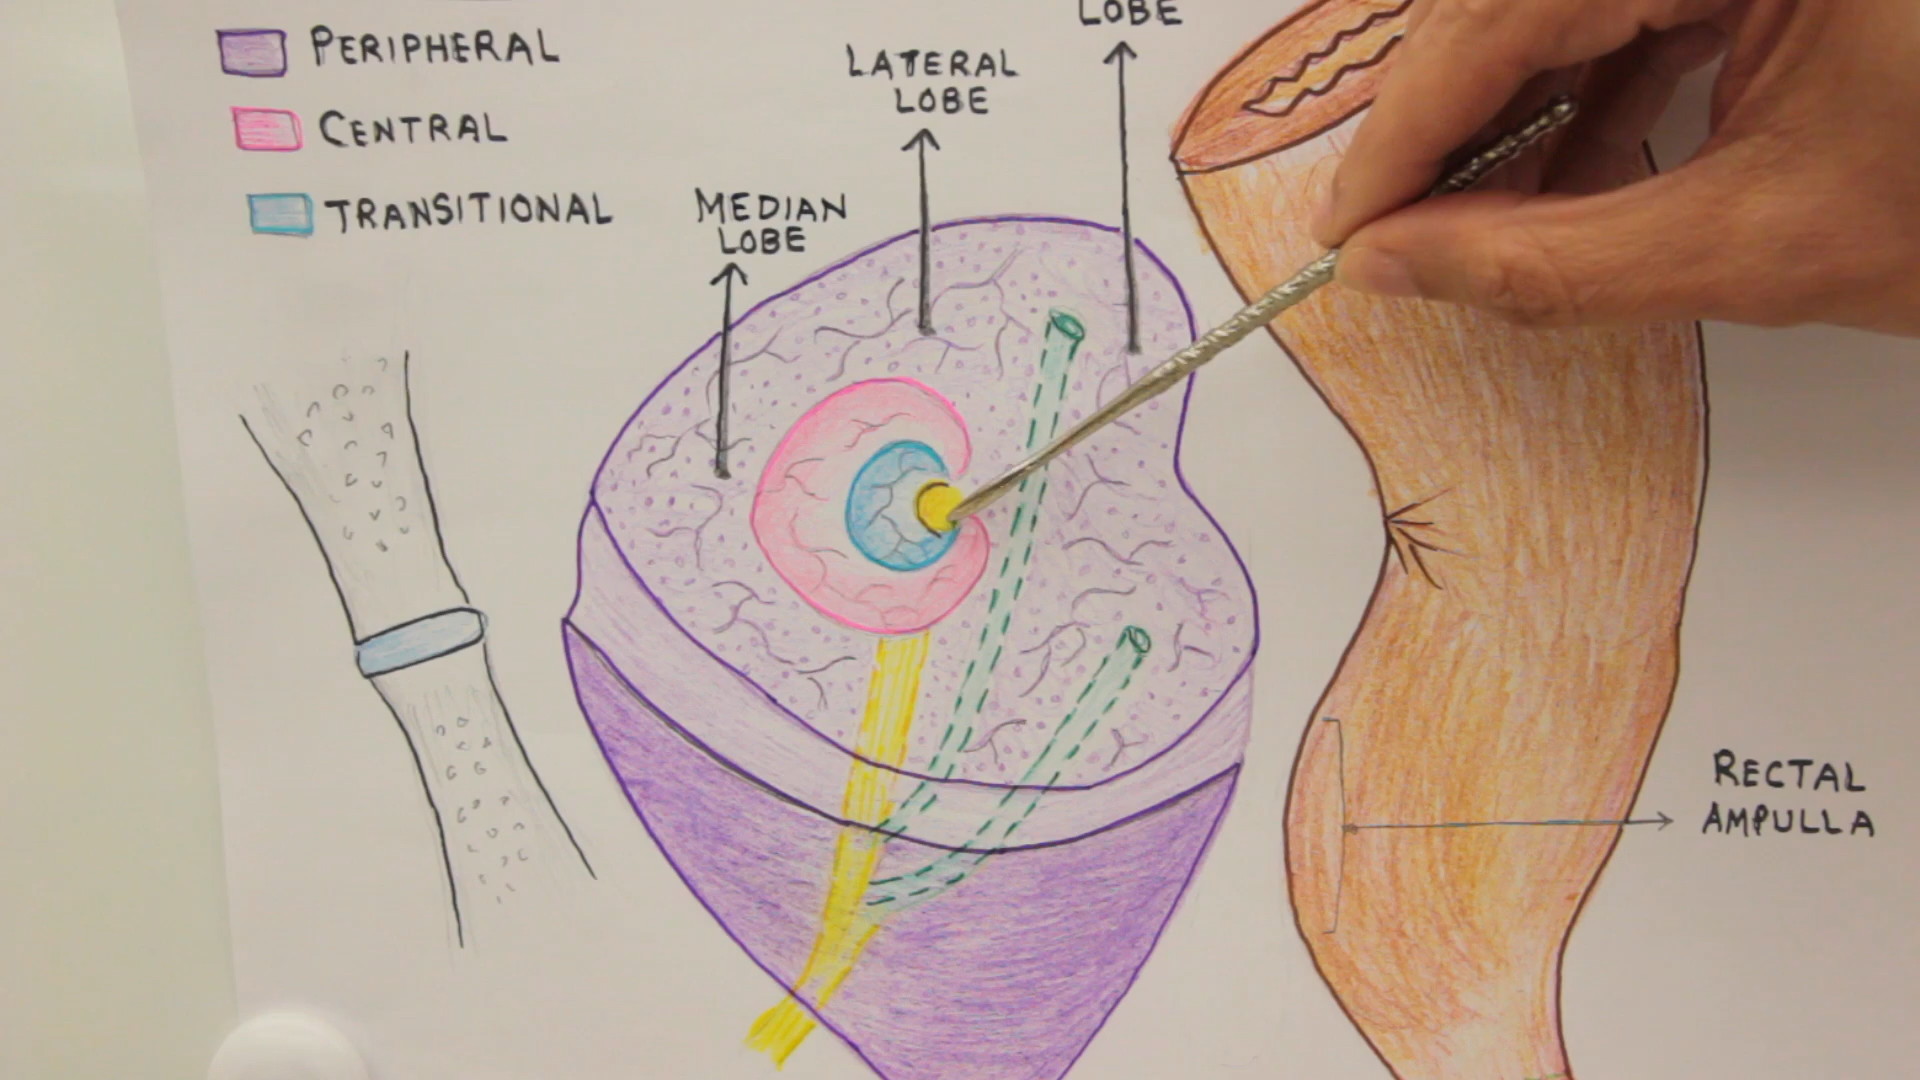 PERIPHERAL
CENTRAL
TRANSITIONAL
MEDIAN
LOBE
LATERAL
LOBE
LOBE
RECTAL
AMPULLA